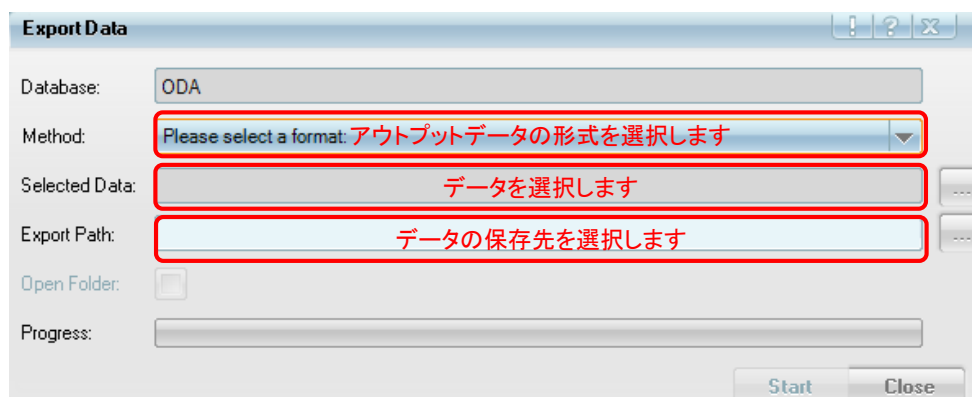 Export Data
Database: ODA
Method: Please select a format: アウトプットデータの形式を選択します
Selected Data: データを選択します ...
Export Path: データの保存先を選択します ...
Open Folder:
Progress:
Start Close